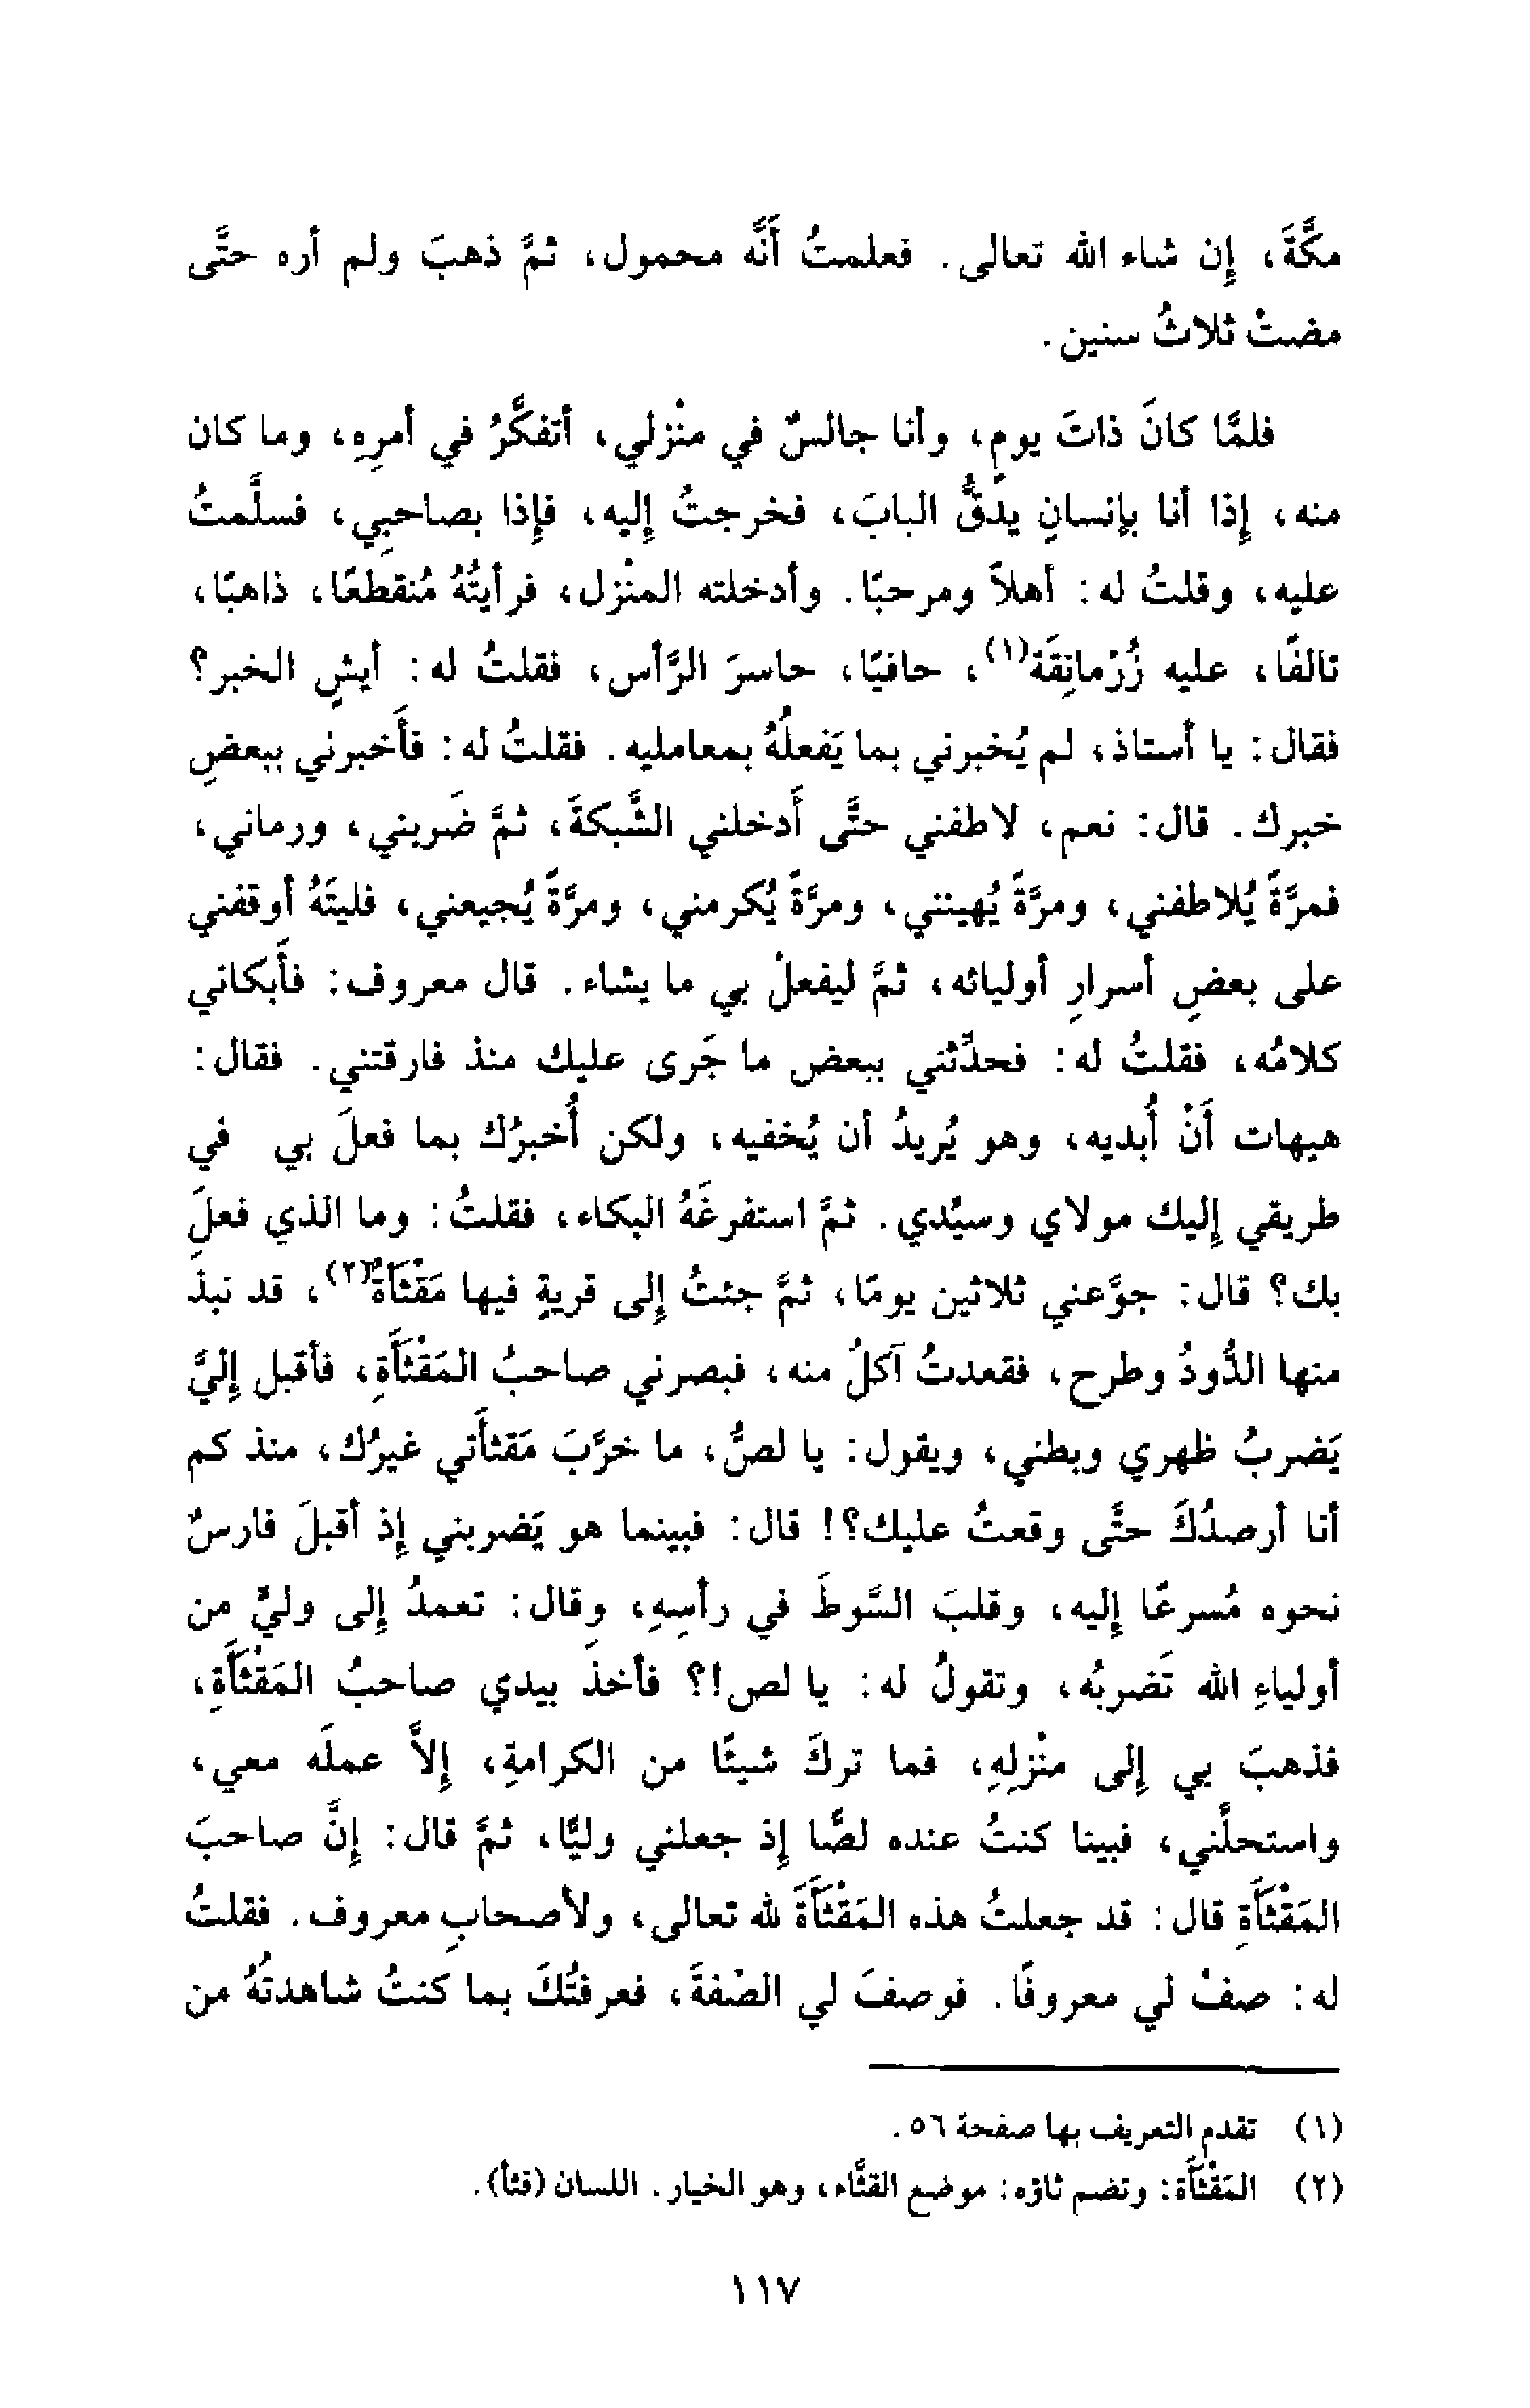 مكَّةَ، إن شاء الله تعالى. فعلمتُ أَنَّه محمول، ثمَّ ذهبَ ولم أره حتَّى
مضتْ ثلاثُ سنين.
فلمَّا كانَ ذاتَ يومٍ، وأنا جالسٌ في منْزلي، أتفكَّرُ في أمرِهِ، وما كان
منه، إذا أنا بإنسانٍ يدُقُّ البابَ، فخرجتُ إليه، فإذا بصاحبِي، فسلَّمتُ
عليه، وقلتُ له: أهلاً ومرحبًا. وأدخلته المنْزل، فرأيتُهُ مُنقطعًا، ذاهبًا،
تالفًا، عليه زُرْمانِقَة(١)، حافيًا، حاسرَ الرَّأس، فقلتُ له: أيشٍ الخبر؟
فقال: يا أستاذ، لم يُخبرني بما يَفعلُهُ بمعامليه. فقلتُ له: فأَخبرني ببعضِ
خبرك. قال: نعم، لاطفني حتَّى أَدخلني الشَّبكةَ، ثمَّ ضَربني، ورماني،
فمرَّةً يُلاطفني، ومرَّةً يُهينني، ومرَّةً يُكرمني، ومرَّةً يُجيعني، فليتَهُ أوقفني
على بعضِ أسرارِ أوليائه، ثمَّ ليفعلْ بي ما يشاء. قال معروف: فأَبكاني
كلامُه، فقلتُ له: فحدِّثني ببعض ما جَرى عليك منذ فارقتني. فقال:
هيهات أَنْ أُبديه، وهو يُريدُ أن يُخفيه، ولكن أُخبرُك بما فعلَ بي في
طريقي إليك مولاي وسيِّدي. ثمَّ استفرغَهُ البكاء، فقلتُ: وما الذي فعلَ
بك؟ قال: جوَّعني ثلاثين يومًا، ثمَّ جئتُ إلى قريةٍ فيها مَقْثَأَةٌ(٢)، قد نبذَ
منها الدُّودُ وطرح، فقعدتُ آكلُ منه، فبصرني صاحبُ المَقْثَأَةِ، فأقبل إليَّ
يَضربُ ظهري وبطني، ويقول: يا لصُّ، ما خرَّبَ مَقثأَتي غيرُك، منذ كم
أنا أرصدُكَ حتَّى وقعتُ عليك؟! قال: فبينما هو يَضربني إذ أقبلَ فارسٌ
نحوه مُسرعًا إليه، وقلبَ السَّوطَ في رأسِهِ، وقال: تعمدُ إلى وليٍّ من
أولياءِ الله تَضربُه، وتقولُ له: يا لص!؟ فأخذَ بيدي صاحبُ المَقْثَأَةِ،
فذهبَ بي إلى منْزلِهِ، فما تركَ شيئًا من الكرامةِ، إلاَّ عملَه معي،
واستحلَّني، فبينا كنتُ عنده لصًّا إذ جعلني وليًّا، ثمَّ قال: إنَّ صاحبَ
المَقْثَأَةِ قال: قد جعلتُ هذه المَقْثَأَةَ لله تعالى، ولأصحابِ معروف. فقلتُ
له: صفْ لي معروفًا. فوصفَ لي الصِّفةَ، فعرفتُكَ بما كنتُ شاهدتُهُ من
(١) تقدم التعريف بها صفحة ٥٦.
(٢) المَقْثَأَة: وتضم ثاؤه: موضع القثَّاء، وهو الخيار. اللسان (قثأ).
١١٧